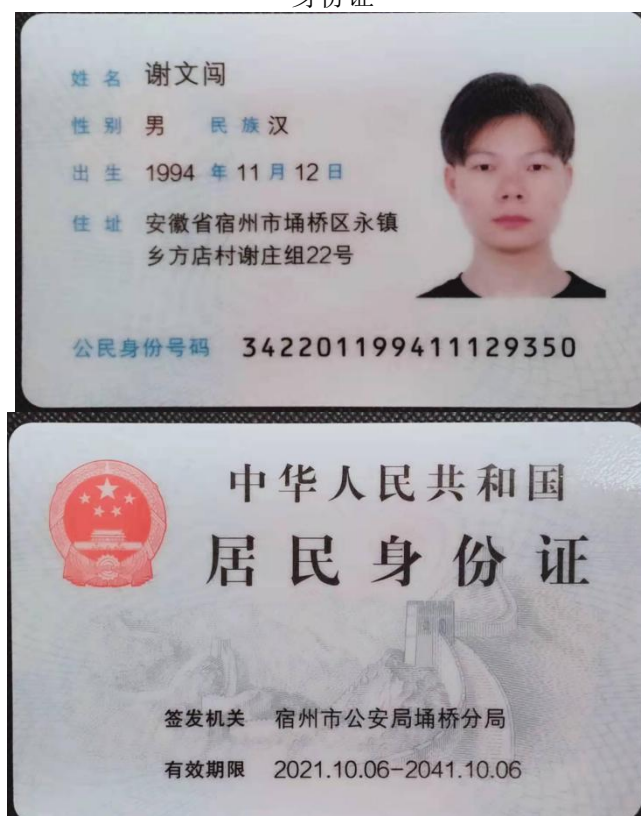 身份证
姓名 谢文闯
性别 男 民族 汉
出生 1994 年 11 月 12 日
住址 安徽省宿州市埇桥区永镇
乡方店村谢庄组22号
公民身份号码 342201199411129350
中华人民共和国
居民身份证
签发机关 宿州市公安局埇桥分局
有效期限 2021.10.06-2041.10.06